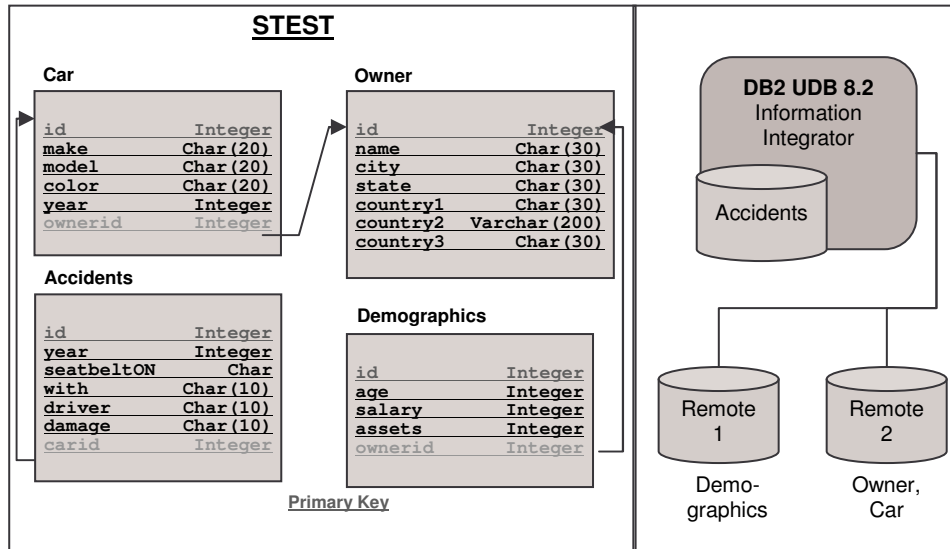 STEST
Car
id Integer
make Char(20)
model Char(20)
color Char(20)
year Integer
ownerid Integer
Owner
id Integer
name Char(30)
city Char(30)
state Char(30)
country1 Char(30)
country2 Varchar(200)
country3 Char(30)
Accidents
id Integer
year Integer
seatbeltON Char
with Char(10)
driver Char(10)
damage Char(10)
carid Integer
Demographics
id Integer
age Integer
salary Integer
assets Integer
ownerid Integer
Primary Key
DB2 UDB 8.2
Information
Integrator
Accidents
Remote
1
Remote
2
Demo-
graphics
Owner,
Car